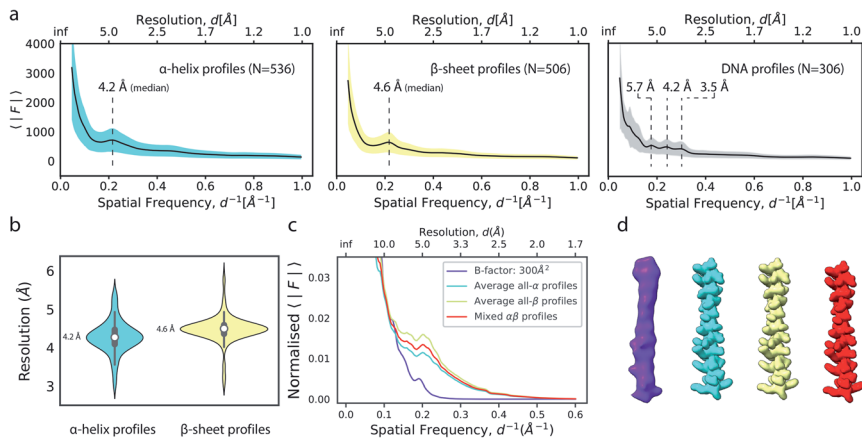 a
Resolution, d[Å]
inf 5.0 2.5 1.7 1.2 1.0
4000
3000
2000
1000
0
⟨|F|⟩
α-helix profiles (N=536)
4.2 Å (median)
0.0 0.2 0.4 0.6 0.8 1.0
Spatial Frequency, d⁻¹[Å⁻¹]
Resolution, d[Å]
inf 5.0 2.5 1.7 1.2 1.0
β-sheet profiles (N=506)
4.6 Å (median)
0.0 0.2 0.4 0.6 0.8 1.0
Spatial Frequency, d⁻¹[Å⁻¹]
Resolution, d[Å]
inf 5.0 2.5 1.7 1.2 1.0
DNA profiles (N=306)
5.7 Å 4.2 Å 3.5 Å
0.0 0.2 0.4 0.6 0.8 1.0
Spatial Frequency, d⁻¹[Å⁻¹]
b
Resolution (Å)
6
5
4
3
4.2 Å
4.6 Å
α-helix profiles β-sheet profiles
c
Resolution, d(Å)
inf 10.0 5.0 3.3 2.5 2.0 1.7
Normalised ⟨|F|⟩
0.03
0.02
0.01
0.00
B-factor: 300Å²
Average all-α profiles
Average all-β profiles
Mixed αβ profiles
0.0 0.1 0.2 0.3 0.4 0.5 0.6
Spatial Frequency, d⁻¹(Å⁻¹)
d